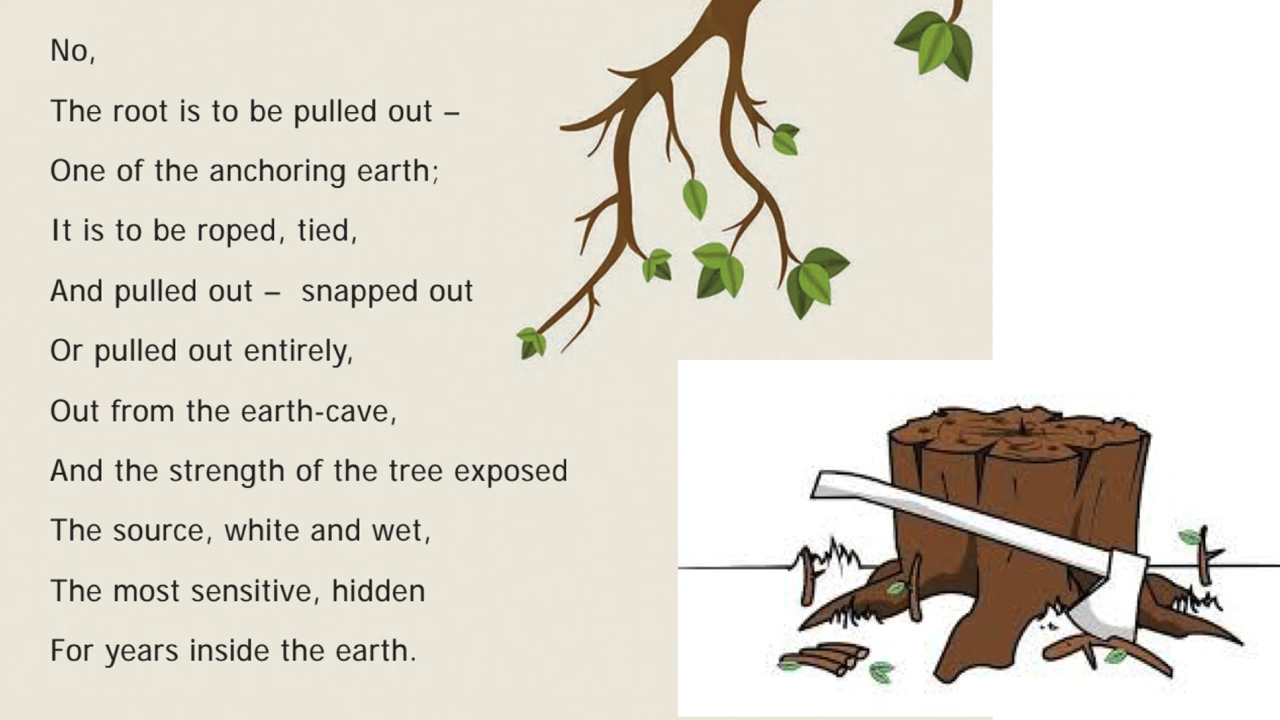 No,
The root is to be pulled out –
One of the anchoring earth;
It is to be roped, tied,
And pulled out – snapped out
Or pulled out entirely,
Out from the earth-cave,
And the strength of the tree exposed
The source, white and wet,
The most sensitive, hidden
For years inside the earth.